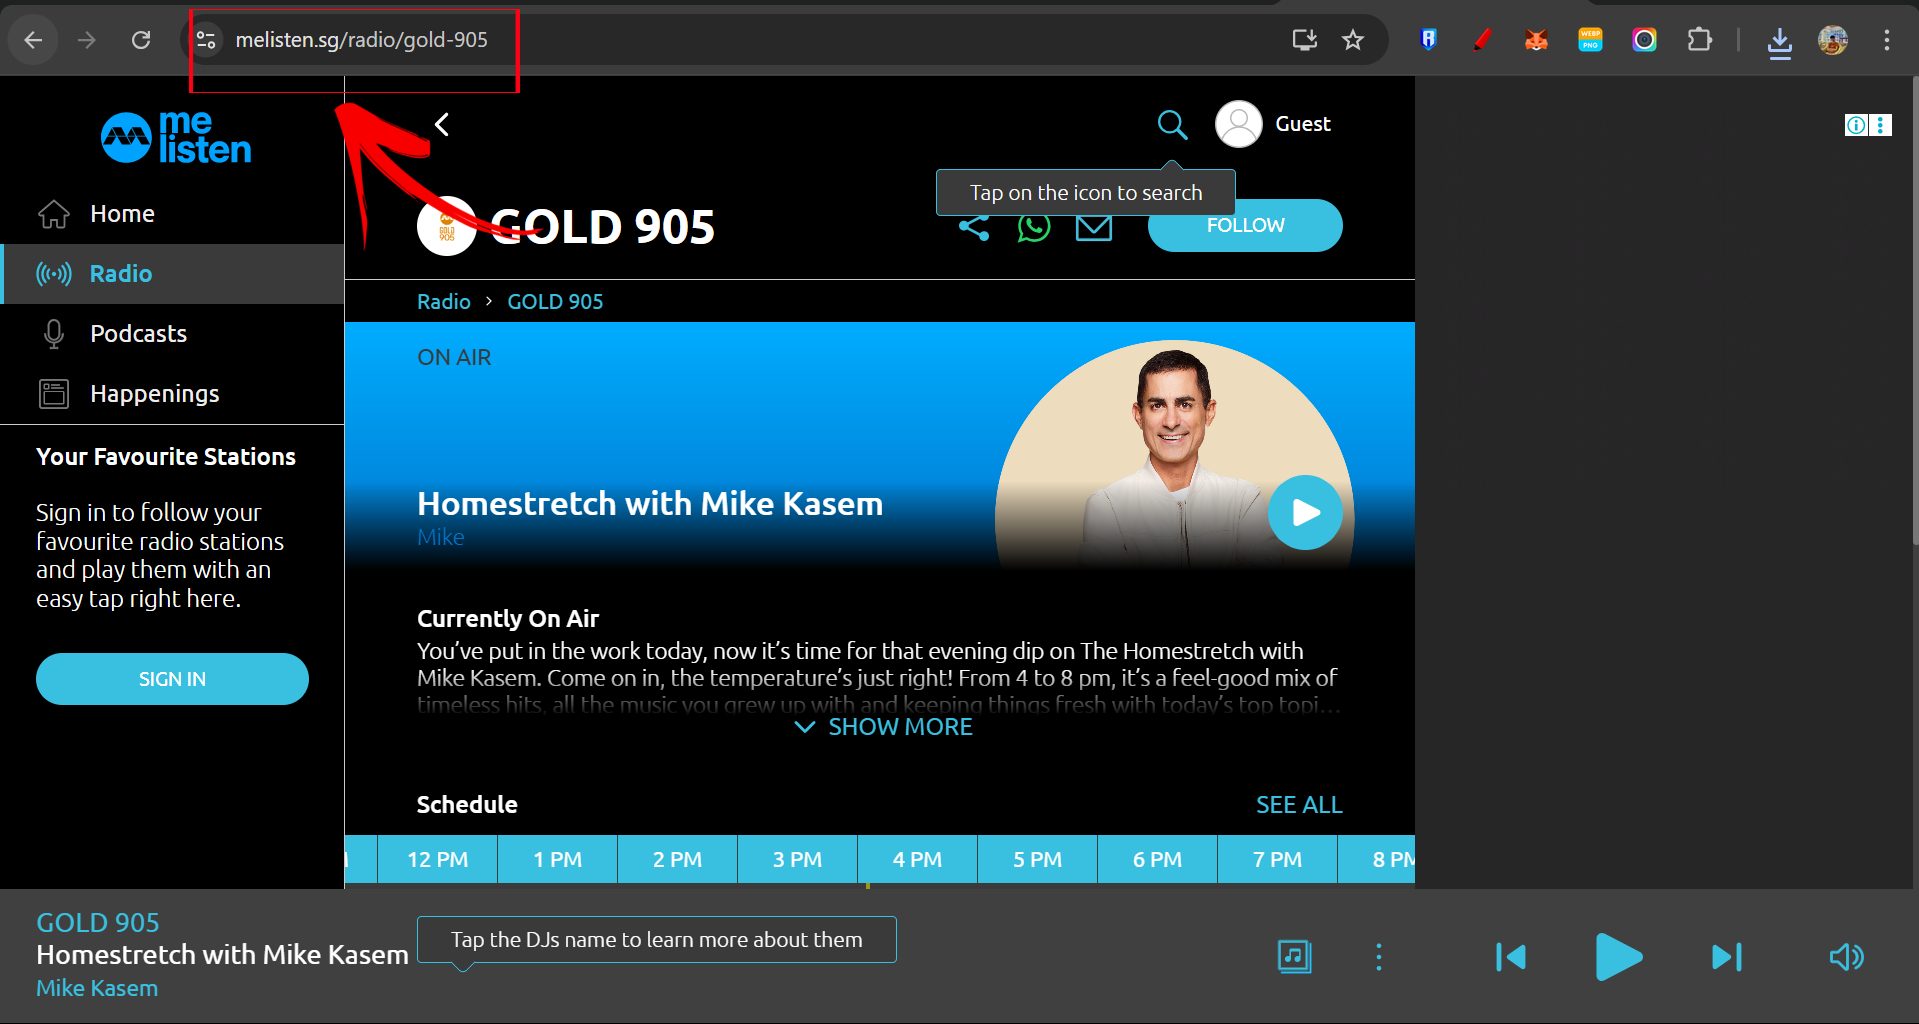 melisten.sg/radio/gold-905
WEBP
PNG
me
listen
Home
Radio
Podcasts
Happenings
Your Favourite Stations
Sign in to follow your
favourite radio stations
and play them with an
easy tap right here.
SIGN IN
Guest
Tap on the icon to search
GOLD
905
GOLD 905
FOLLOW
Radio > GOLD 905
ON AIR
Homestretch with Mike Kasem
Mike
Currently On Air
You’ve put in the work today, now it’s time for that evening dip on The Homestretch with
Mike Kasem. Come on in, the temperature’s just right! From 4 to 8 pm, it’s a feel-good mix of
timeless hits, all the music you grew up with and keeping things fresh with today’s top topi…
SHOW MORE
Schedule
SEE ALL
12 PM
1 PM
2 PM
3 PM
4 PM
5 PM
6 PM
7 PM
8 PM
GOLD 905
Homestretch with Mike Kasem
Mike Kasem
Tap the DJs name to learn more about them